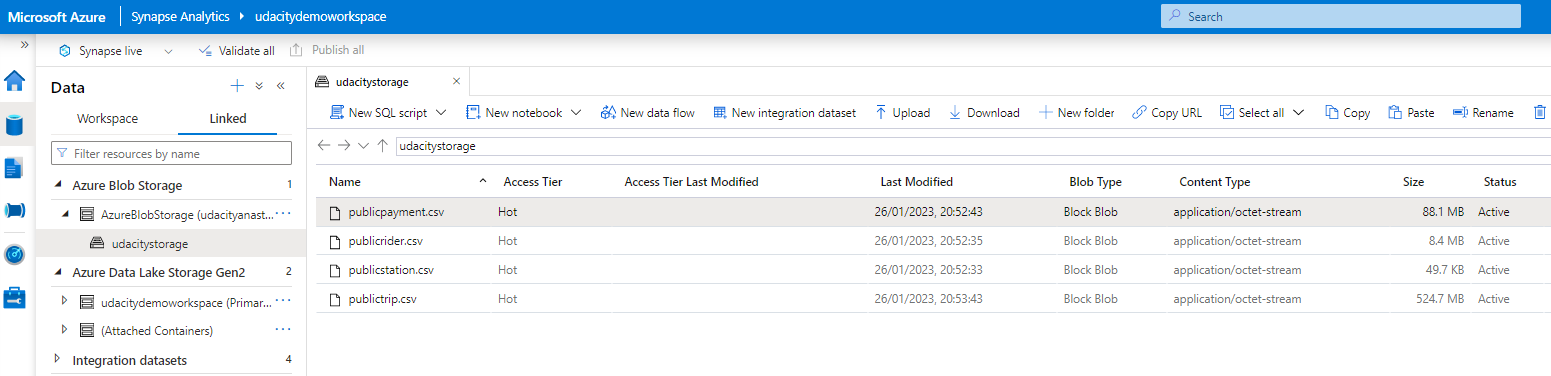 Microsoft Azure Synapse Analytics udacitydemoworkspace Search
Synapse live Validate all Publish all
Data
Workspace Linked
Filter resources by name
Azure Blob Storage 1
AzureBlobStorage (udacityanast...
udacitystorage
Azure Data Lake Storage Gen2 2
udacitydemoworkspace (Primar...
(Attached Containers)
Integration datasets 4
udacitystorage
New SQL script New notebook New data flow New integration dataset Upload Download New folder Copy URL Select all Copy Paste Rename
udacitystorage
Name Access Tier Access Tier Last Modified Last Modified Blob Type Content Type Size Status
publicpayment.csv Hot 26/01/2023, 20:52:43 Block Blob application/octet-stream 88.1 MB Active
publicrider.csv Hot 26/01/2023, 20:52:35 Block Blob application/octet-stream 8.4 MB Active
publicstation.csv Hot 26/01/2023, 20:52:33 Block Blob application/octet-stream 49.7 KB Active
publictrip.csv Hot 26/01/2023, 20:53:43 Block Blob application/octet-stream 524.7 MB Active